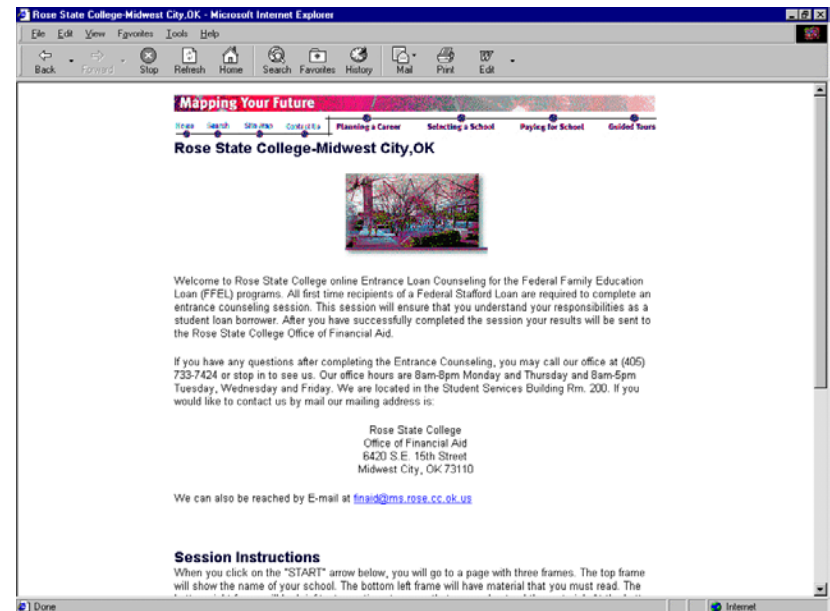 Rose State College-Midwest City,OK - Microsoft Internet Explorer
File Edit View Favorites Tools Help
Back Forward Stop Refresh Home Search Favorites History Mail Print Edit
Mapping Your Future
Home Search Site Map Contact Us Planning a Career Selecting a School Paying for School Guided Tours
Rose State College-Midwest City,OK
Welcome to Rose State College online Entrance Loan Counseling for the Federal Family Education
Loan (FFEL) programs. All first time recipients of a Federal Stafford Loan are required to complete an
entrance counseling session. This session will ensure that you understand your responsibilities as a
student loan borrower. After you have successfully completed the session your results will be sent to
the Rose State College Office of Financial Aid.
If you have any questions after completing the Entrance Counseling, you may call our office at (405)
733-7424 or stop in to see us. Our office hours are 8am-8pm Monday and Thursday and 8am-5pm
Tuesday, Wednesday and Friday. We are located in the Student Services Building Rm. 200. If you
would like to contact us by mail our mailing address is:
Rose State College
Office of Financial Aid
6420 S.E. 15th Street
Midwest City, OK 73110
We can also be reached by E-mail at finaid@ms.rose.cc.ok.us
Session Instructions
When you click on the "START" arrow below, you will go to a page with three frames. The top frame
will show the name of your school. The bottom left frame will have material that you must read. The
Done Internet